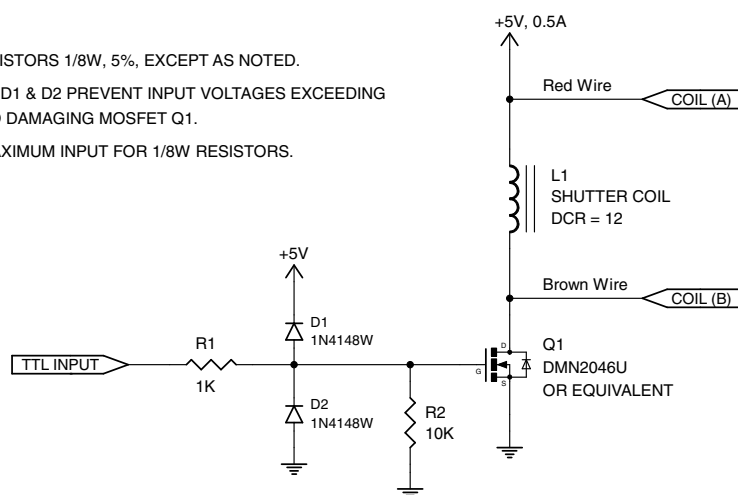 +5V, 0.5A
ISTORS 1/8W, 5%, EXCEPT AS NOTED.
D1 & D2 PREVENT INPUT VOLTAGES EXCEEDING
DAMAGING MOSFET Q1.
AXIMUM INPUT FOR 1/8W RESISTORS.
Red Wire
COIL (A)
L1
SHUTTER COIL
DCR = 12
+5V
Brown Wire
COIL (B)
D1
1N4148W
R1
TTL INPUT
1K
D2
1N4148W
R2
10K
D
G
S
Q1
DMN2046U
OR EQUIVALENT